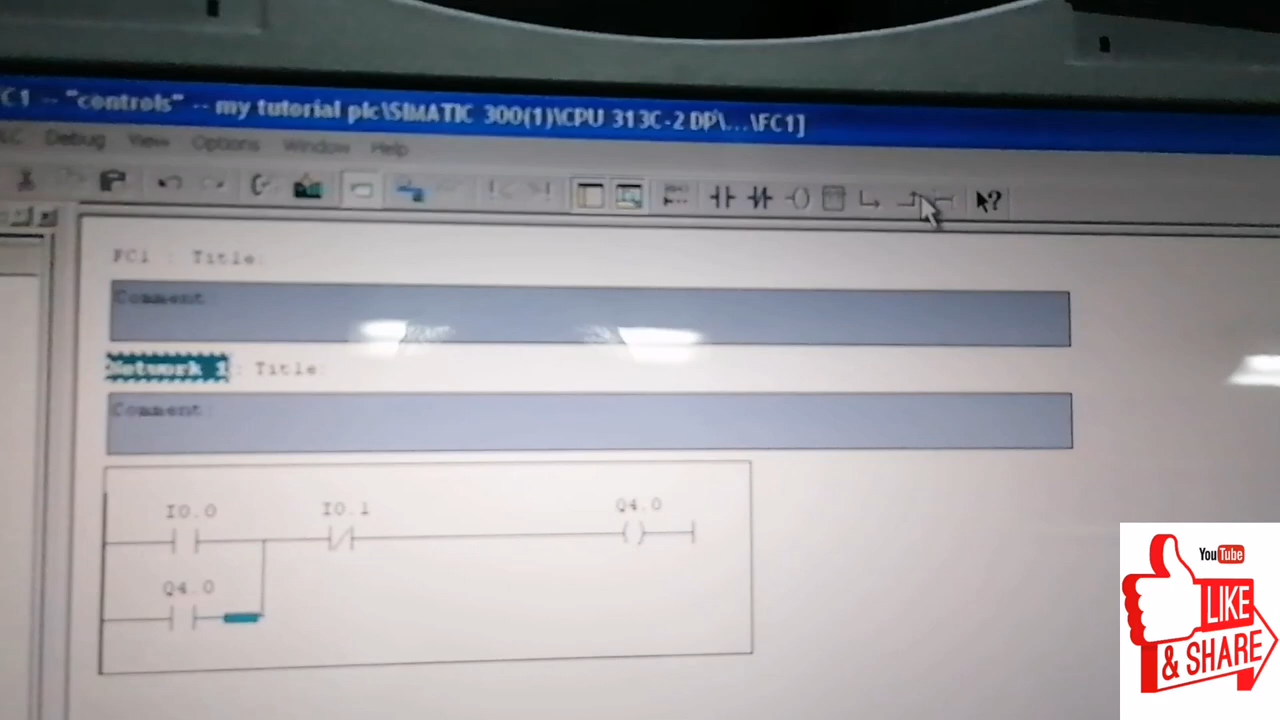 FC1 -- "controls" -- my tutorial plc\SIMATIC 300(1)\CPU 313C-2 DP\...\FC1]
Debug View Options Window Help
FC1 : Title:
Comment:
Network 1: Title:
Comment:
I0.0 I0.1 Q4.0
Q4.0
YouTube
LIKE
& SHARE